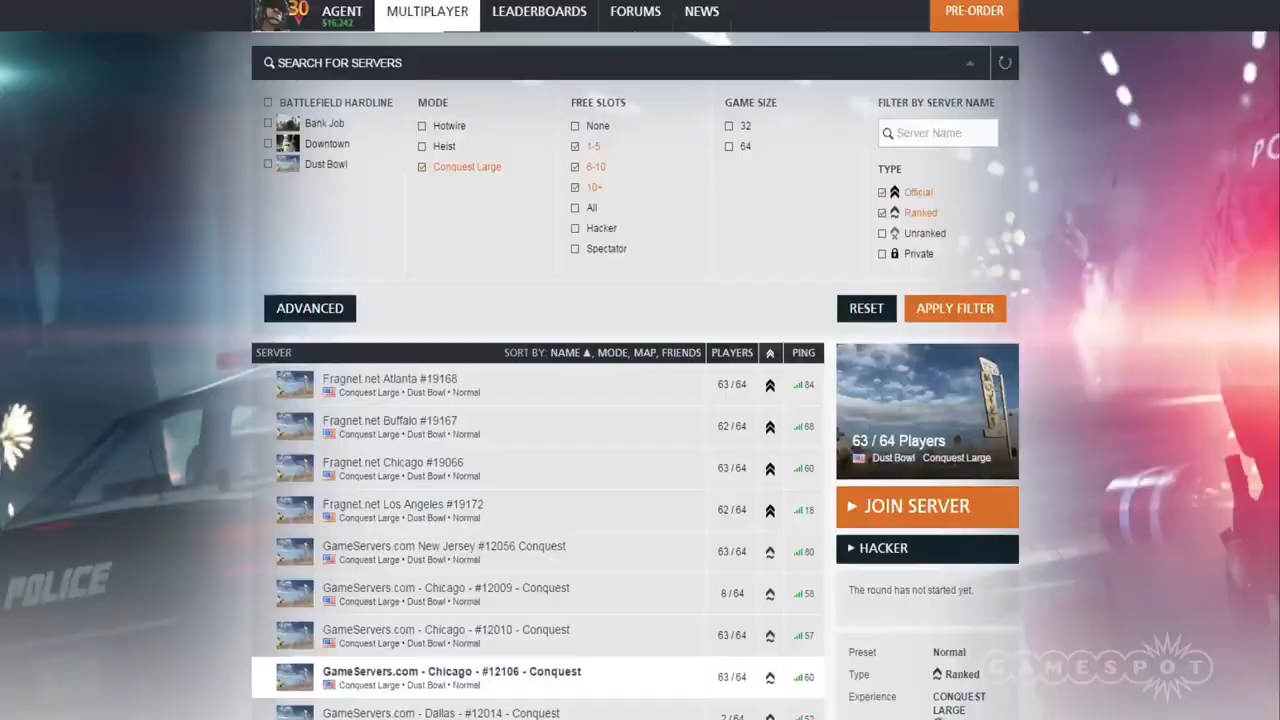 30
AGENT
$16,242
MULTIPLAYER
LEADERBOARDS
FORUMS
NEWS
PRE-ORDER
SEARCH FOR SERVERS
BATTLEFIELD HARDLINE
Bank Job
Downtown
Dust Bowl
MODE
Hotwire
Heist
Conquest Large
FREE SLOTS
None
1-5
6-10
10+
All
Hacker
Spectator
GAME SIZE
32
64
FILTER BY SERVER NAME
Server Name
TYPE
Official
Ranked
Unranked
Private
ADVANCED
RESET
APPLY FILTER
SERVER
SORT BY: NAME ▲, MODE, MAP, FRIENDS
PLAYERS
PING
Fragnet.net Atlanta #19168
Conquest Large • Dust Bowl • Normal
63 / 64
84
Fragnet.net Buffalo #19167
Conquest Large • Dust Bowl • Normal
62 / 64
68
Fragnet.net Chicago #19066
Conquest Large • Dust Bowl • Normal
63 / 64
60
Fragnet.net Los Angeles #19172
Conquest Large • Dust Bowl • Normal
62 / 64
18
GameServers.com New Jersey #12056 Conquest
Conquest Large • Dust Bowl • Normal
63 / 64
80
GameServers.com - Chicago - #12009 - Conquest
Conquest Large • Dust Bowl • Normal
8 / 64
58
GameServers.com - Chicago - #12010 - Conquest
Conquest Large • Dust Bowl • Normal
63 / 64
57
GameServers.com - Chicago - #12106 - Conquest
Conquest Large • Dust Bowl • Normal
63 / 64
60
GameServers.com - Dallas - #12014 - Conquest
2 / 64
52
63 / 64 Players
Dust Bowl Conquest Large
JOIN SERVER
HACKER
The round has not started yet.
Preset
Normal
Type
Ranked
Experience
CONQUEST
LARGE
POLICE
GAMESPOT